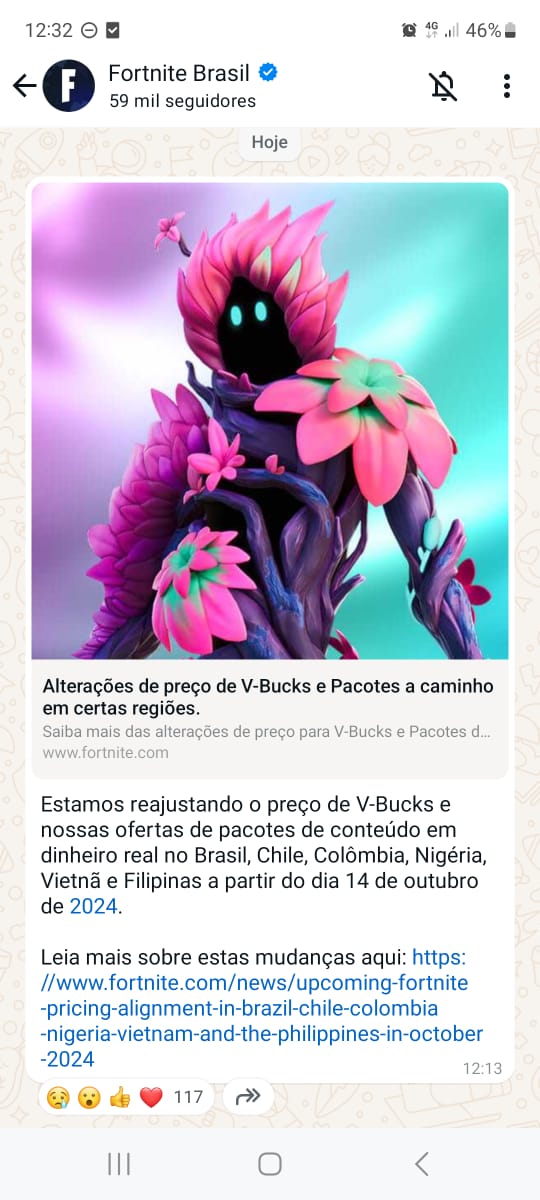 12:32
4G
46%
Fortnite Brasil
59 mil seguidores
Hoje
Alterações de preço de V-Bucks e Pacotes a caminho
em certas regiões.
Saiba mais das alterações de preço para V-Bucks e Pacotes d...
www.fortnite.com
Estamos reajustando o preço de V-Bucks e
nossas ofertas de pacotes de conteúdo em
dinheiro real no Brasil, Chile, Colômbia, Nigéria,
Vietnã e Filipinas a partir do dia 14 de outubro
de 2024.
Leia mais sobre estas mudanças aqui: https:
//www.fortnite.com/news/upcoming-fortnite
-pricing-alignment-in-brazil-chile-colombia
-nigeria-vietnam-and-the-philippines-in-october
-2024
12:13
117